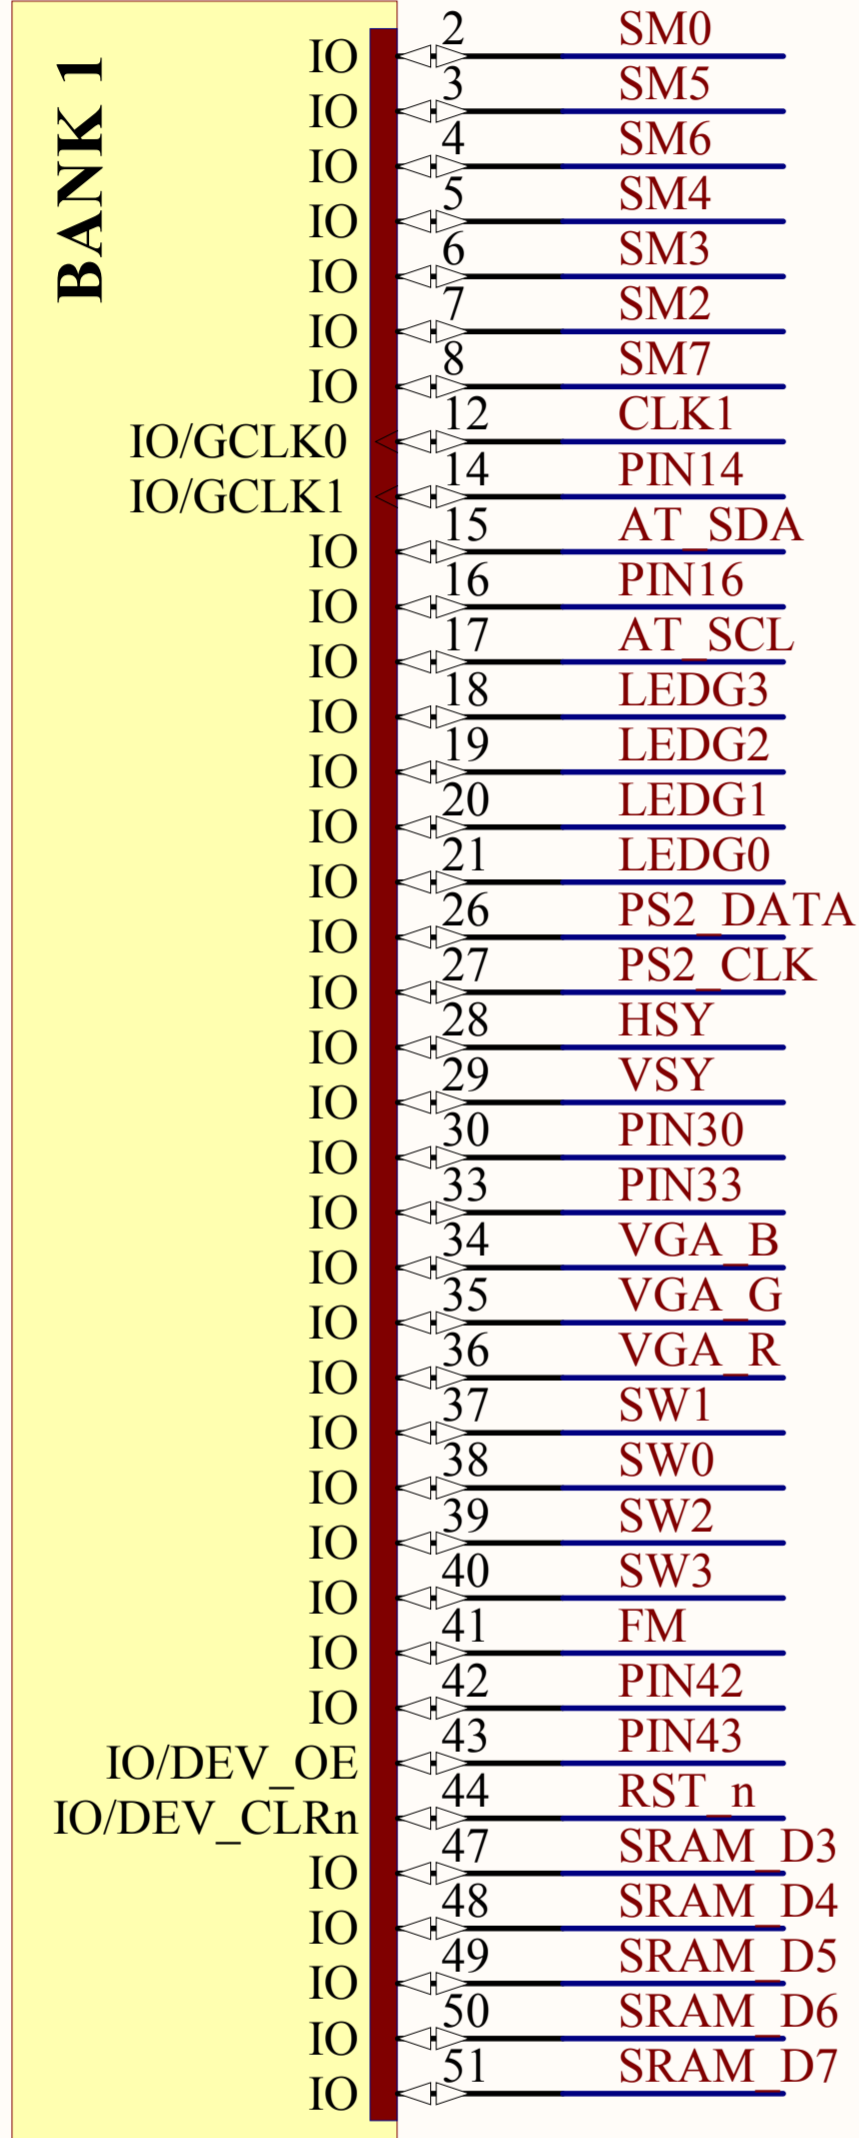 BANK 1
IO 2 SM0
IO 3 SM5
IO 4 SM6
IO 5 SM4
IO 6 SM3
IO 7 SM2
IO 8 SM7
IO/GCLK0 12 CLK1
IO/GCLK1 14 PIN14
IO 15 AT_SDA
IO 16 PIN16
IO 17 AT_SCL
IO 18 LEDG3
IO 19 LEDG2
IO 20 LEDG1
IO 21 LEDG0
IO 26 PS2_DATA
IO 27 PS2_CLK
IO 28 HSY
IO 29 VSY
IO 30 PIN30
IO 33 PIN33
IO 34 VGA_B
IO 35 VGA_G
IO 36 VGA_R
IO 37 SW1
IO 38 SW0
IO 39 SW2
IO 40 SW3
IO 41 FM
IO 42 PIN42
IO/DEV_OE 43 PIN43
IO/DEV_CLRn 44 RST_n
IO 47 SRAM_D3
IO 48 SRAM_D4
IO 49 SRAM_D5
IO 50 SRAM_D6
IO 51 SRAM_D7